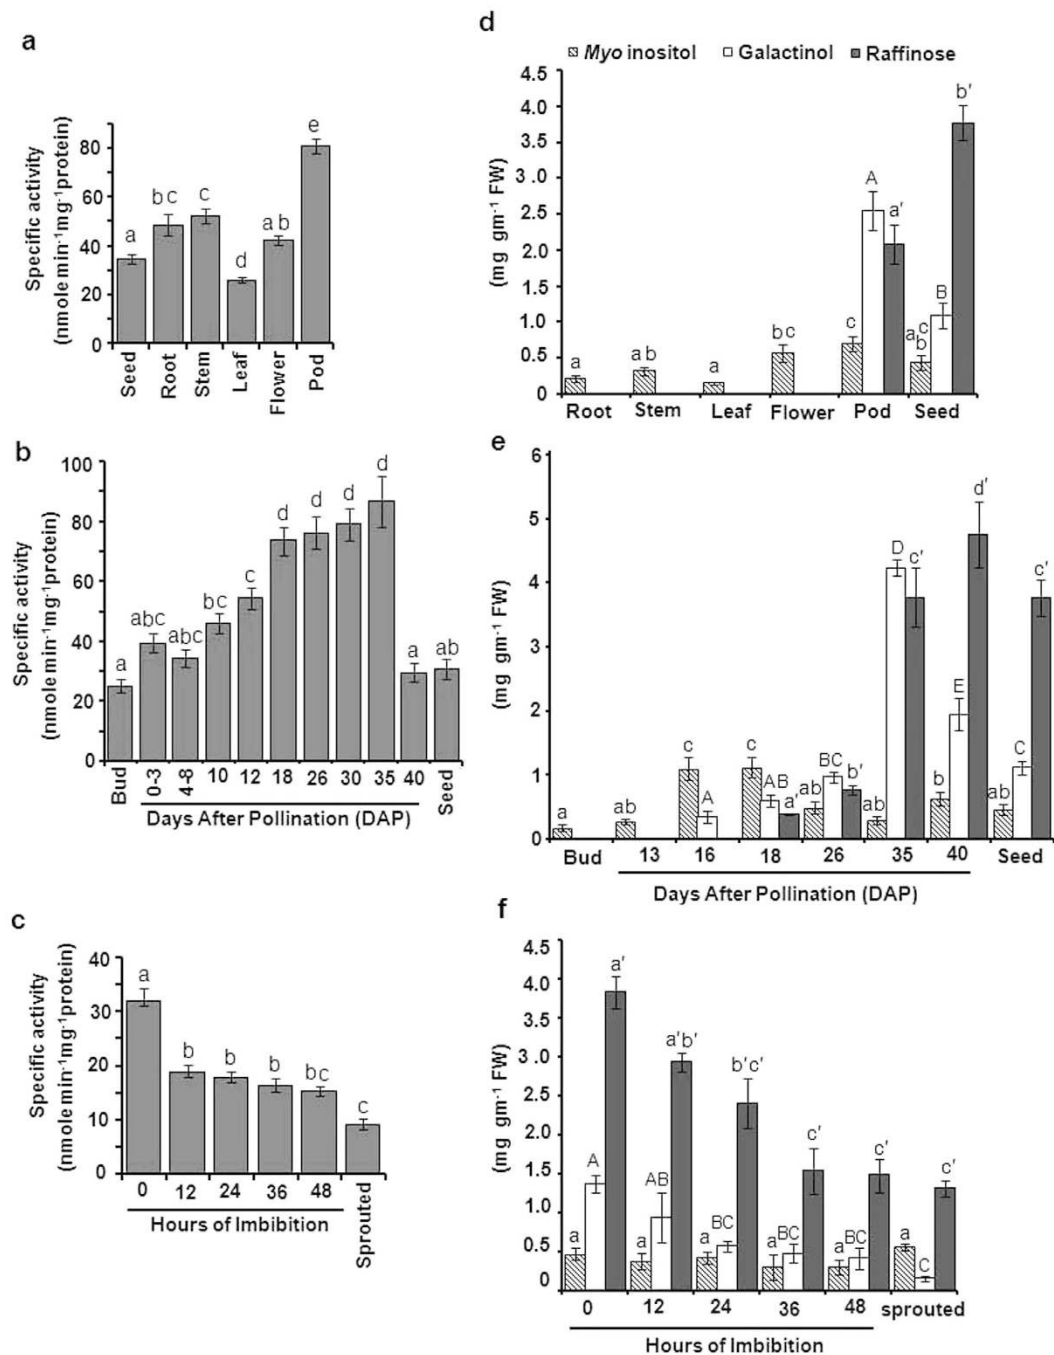 a
Specific activity
(nmole min-1mg-1protein)
80
60
40
20
0
a
bc
c
d
ab
e
Seed
Root
Stem
Leaf
Flower
Pod
b
Specific activity
(nmole min-1mg-1protein)
100
80
60
40
20
0
a
abc
abc
bc
c
d
d
d
d
a
ab
Bud
0-3
4-8
10
12
18
26
30
35
40
Seed
Days After Pollination (DAP)
c
Specific activity
(nmole min-1mg-1protein)
40
30
20
10
0
a
b
b
b
bc
c
0
12
24
36
48
Sprouted
Hours of Imbibition
d
Myo inositol
Galactinol
Raffinose
(mg gm-1 FW)
4.5
4.0
3.5
3.0
2.5
2.0
1.5
1.0
0.5
0
a
ab
a
bc
c
A
a'
a c
b
B
b'
Root Stem Leaf Flower Pod Seed
e
(mg gm-1 FW)
6
5
4
3
2
1
0
a
ab
c
A
c
AB
a'
ab
BC
b'
ab
D
c'
b
E
d'
ab
C
c'
Bud 13 16 18 26 35 40 Seed
Days After Pollination (DAP)
f
(mg gm-1 FW)
4.5
4.0
3.0
2.5
2.0
1.5
1.0
0.5
0
a
A
a'
a
AB
a'b'
a
BC
b'c'
a
BC
c'
a
BC
c'
a
C
c'
0 12 24 36 48 sprouted
Hours of Imbibition